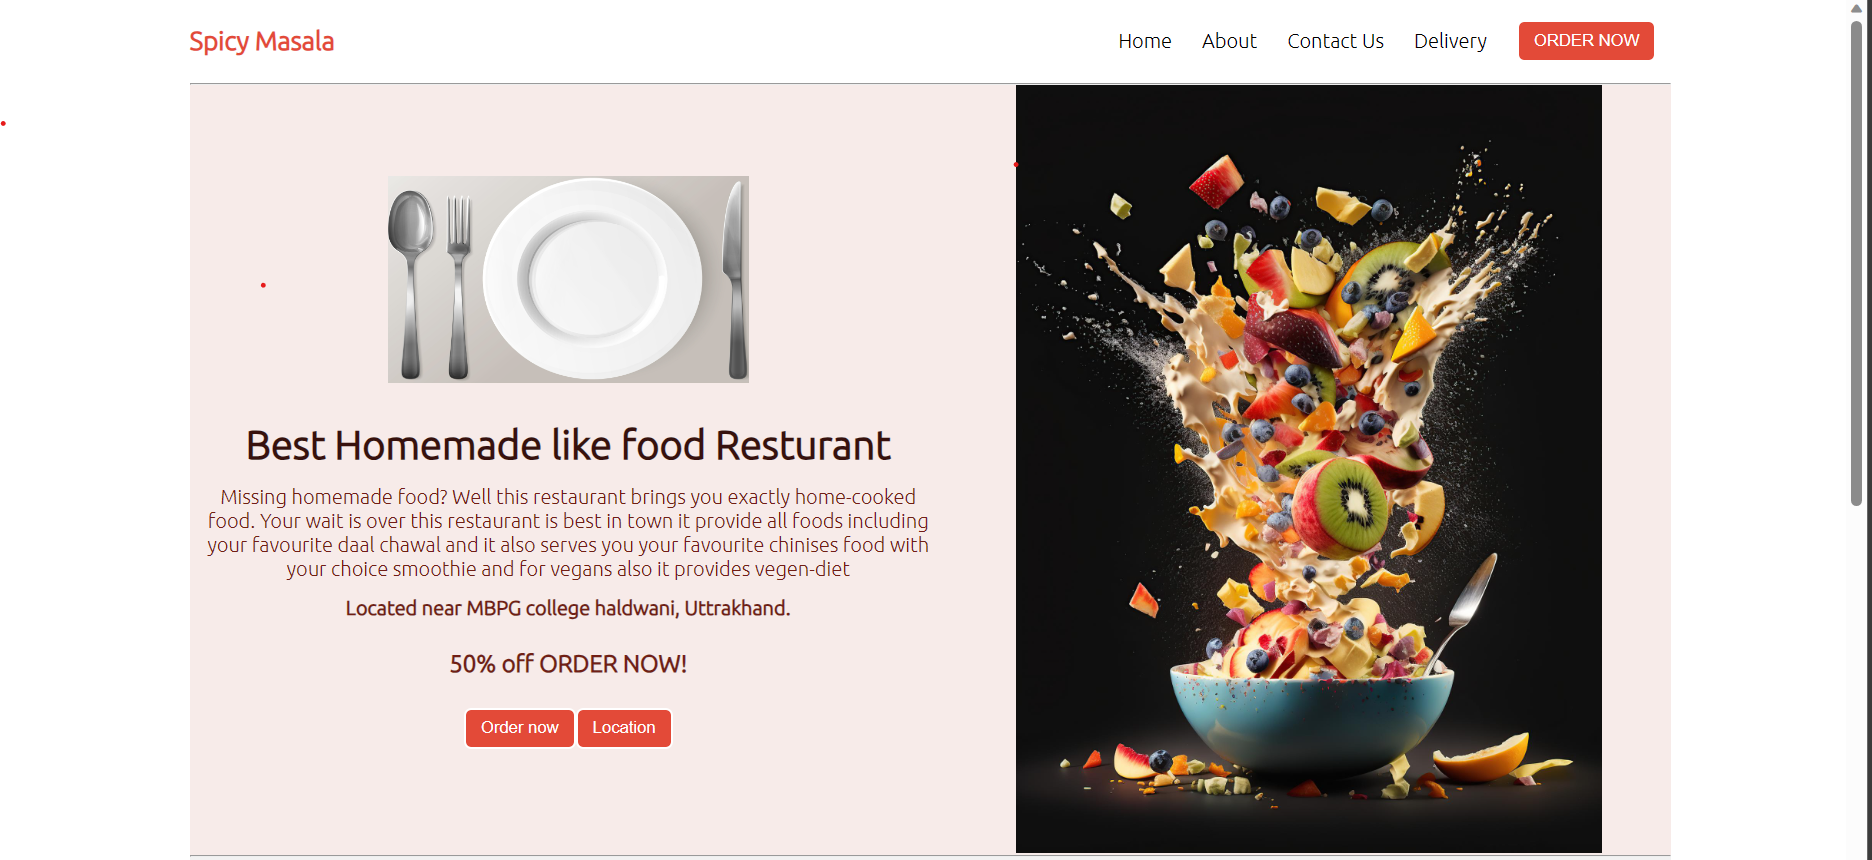 Spicy Masala
Home About Contact Us Delivery ORDER NOW
Best Homemade like food Resturant
Missing homemade food? Well this restaurant brings you exactly home-cooked
food. Your wait is over this restaurant is best in town it provide all foods including
your favourite daal chawal and it also serves you your favourite chinises food with
your choice smoothie and for vegans also it provides vegen-diet
Located near MBPG college haldwani, Uttrakhand.
50% off ORDER NOW!
Order now Location